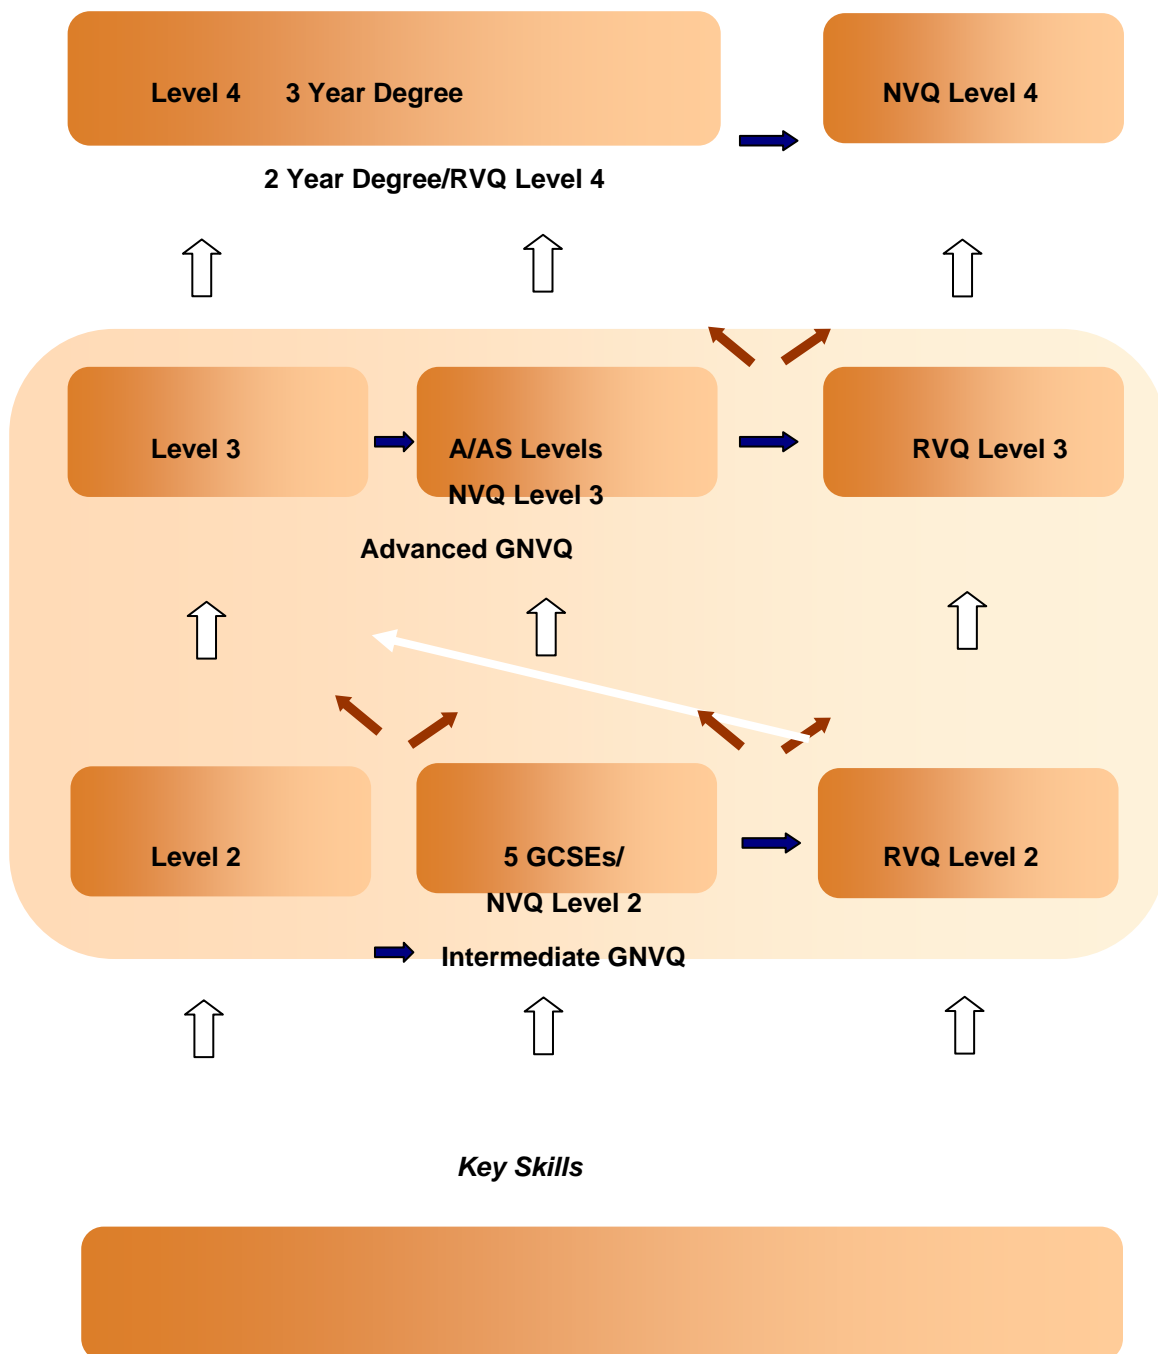 Level 4 3 Year Degree NVQ Level 4
2 Year Degree/RVQ Level 4
Level 3 A/AS Levels RVQ Level 3
NVQ Level 3
Advanced GNVQ
Level 2 5 GCSEs/ RVQ Level 2
NVQ Level 2
Intermediate GNVQ
Key Skills